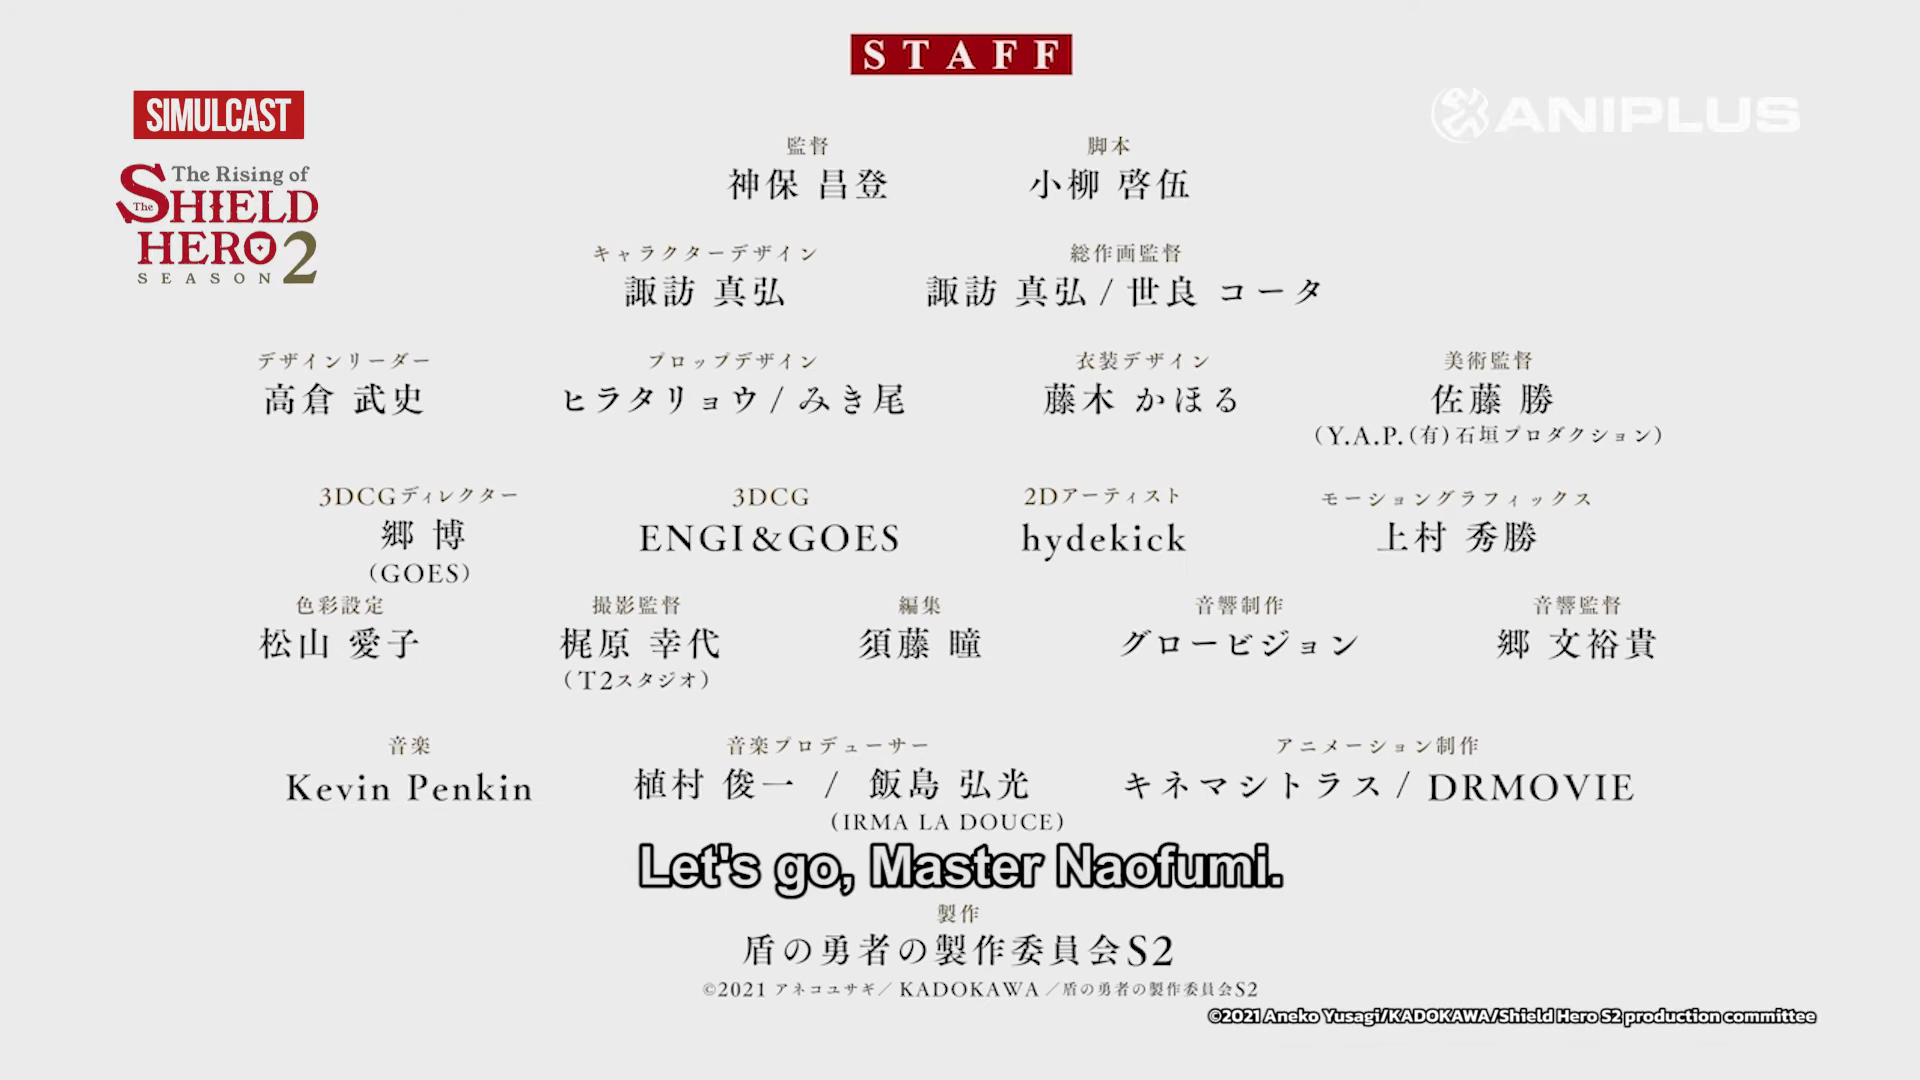 STAFF
SIMULCAST
ANIPLUS
The Rising of
The SHIELD
HERO 2
SEASON
監督 脚本
神保 昌登 小柳 啓伍
キャラクターデザイン 総作画監督
諏訪 真弘 諏訪 真弘 / 世良 コータ
デザインリーダー プロップデザイン 衣装デザイン 美術監督
高倉 武史 ヒラタリョウ / みき尾 藤木 かほる 佐藤 勝
(Y.A.P.(有)石垣プロダクション)
3DCGディレクター 3DCG 2Dアーティスト モーショングラフィックス
郷 博 ENGI&GOES hydekick 上村 秀勝
(GOES)
色彩設定 撮影監督 編集 音響制作 音響監督
松山 愛子 梶原 幸代 須藤 瞳 グロービジョン 郷 文裕貴
(T2スタジオ)
音楽 音楽プロデューサー アニメーション制作
Kevin Penkin 植村 俊一 / 飯島 弘光 キネマシトラス / DRMOVIE
(IRMA LA DOUCE)
Let's go, Master Naofumi.
製作
盾の勇者の製作委員会S2
©2021 アネコユサギ／KADOKAWA／盾の勇者の製作委員会S2
©2021 Aneko Yusagi/KADOKAWA/Shield Hero S2 production committee